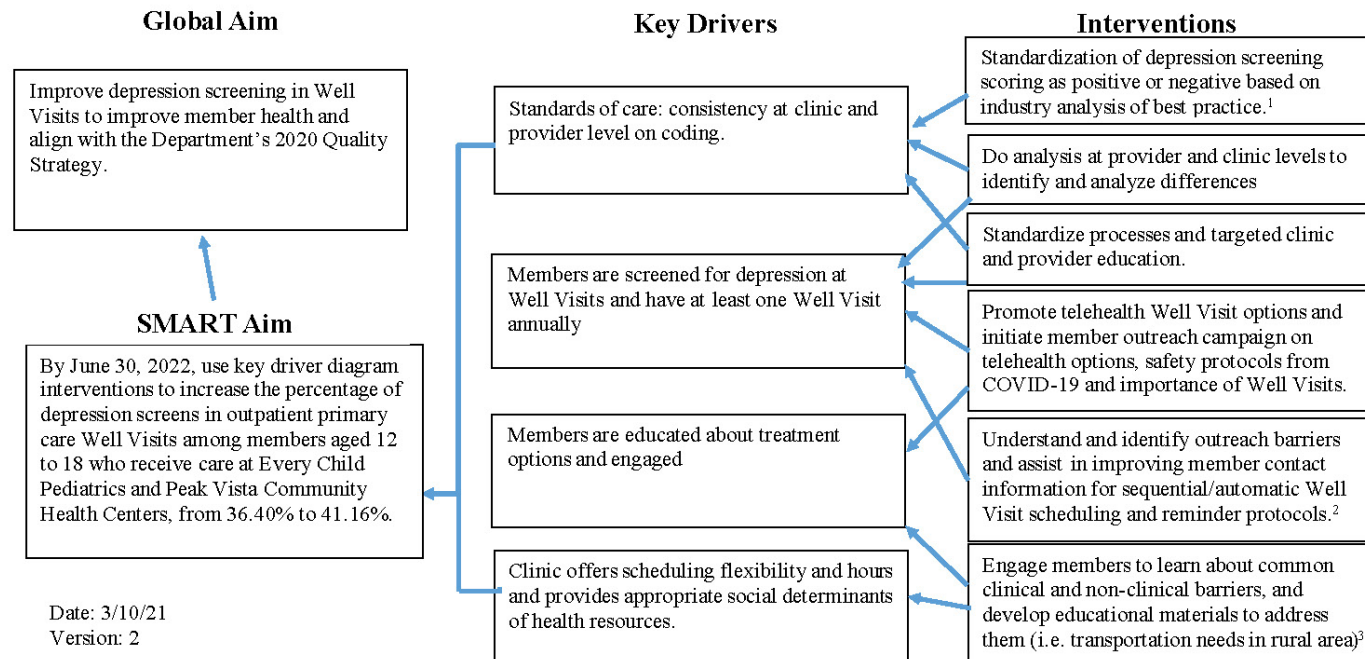 Global Aim
Improve depression screening in Well
Visits to improve member health and
align with the Department's 2020 Quality
Strategy.
SMART Aim
By June 30, 2022, use key driver diagram
interventions to increase the percentage of
depression screens in outpatient primary
care Well Visits among members aged 12
to 18 who receive care at Every Child
Pediatrics and Peak Vista Community
Health Centers, from 36.40% to 41.16%.
Date: 3/10/21
Version: 2
Key Drivers
Standards of care: consistency at clinic and
provider level on coding.
Members are screened for depression at
Well Visits and have at least one Well Visit
annually
Members are educated about treatment
options and engaged
Clinic offers scheduling flexibility and hours
and provides appropriate social determinants
of health resources.
Interventions
Standardization of depression screening
scoring as positive or negative based on
industry analysis of best practice.¹
Do analysis at provider and clinic levels to
identify and analyze differences
Standardize processes and targeted clinic
and provider education.
Promote telehealth Well Visit options and
initiate member outreach campaign on
telehealth options, safety protocols from
COVID-19 and importance of Well Visits.
Understand and identify outreach barriers
and assist in improving member contact
information for sequential/automatic Well
Visit scheduling and reminder protocols.²
Engage members to learn about common
clinical and non-clinical barriers, and
develop educational materials to address
them (i.e. transportation needs in rural area)³